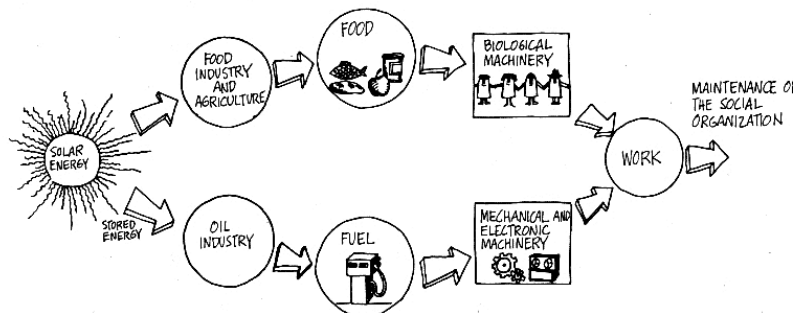 SOLAR
ENERGY
FOOD
INDUSTRY
AND
AGRICULTURE
FOOD
BIOLOGICAL
MACHINERY
STORED
ENERGY
OIL
INDUSTRY
FUEL
MECHANICAL AND
ELECTRONIC
MACHINERY
WORK
MAINTENANCE OF
THE SOCIAL
ORGANIZATION